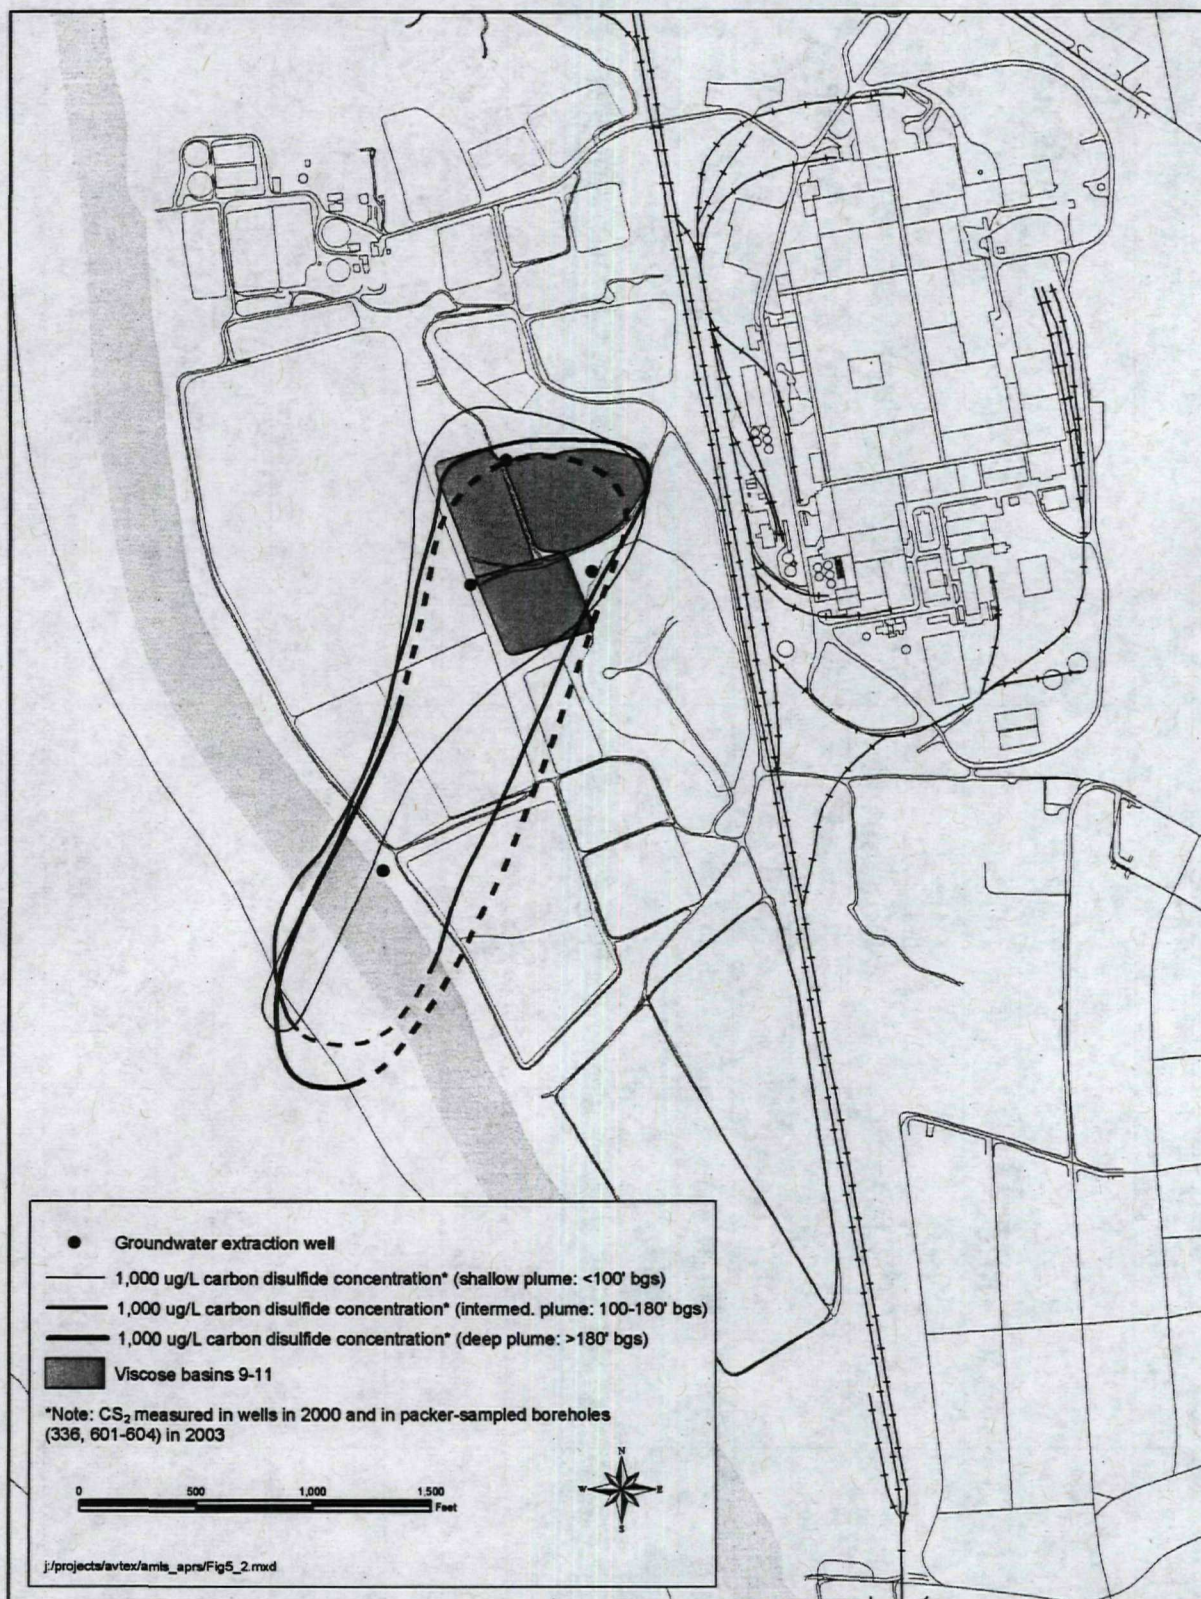 Groundwater extraction well
1,000 ug/L carbon disulfide concentration* (shallow plume: <100' bgs)
1,000 ug/L carbon disulfide concentration* (intermed. plume: 100-180' bgs)
1,000 ug/L carbon disulfide concentration* (deep plume: >180' bgs)
Viscose basins 9-11
*Note: CS₂ measured in wells in 2000 and in packer-sampled boreholes
(336, 601-604) in 2003
N
W E
S
0 500 1,000 1,500
Feet
j:/projects/avtex/amls_aprs/Fig5_2.mxd